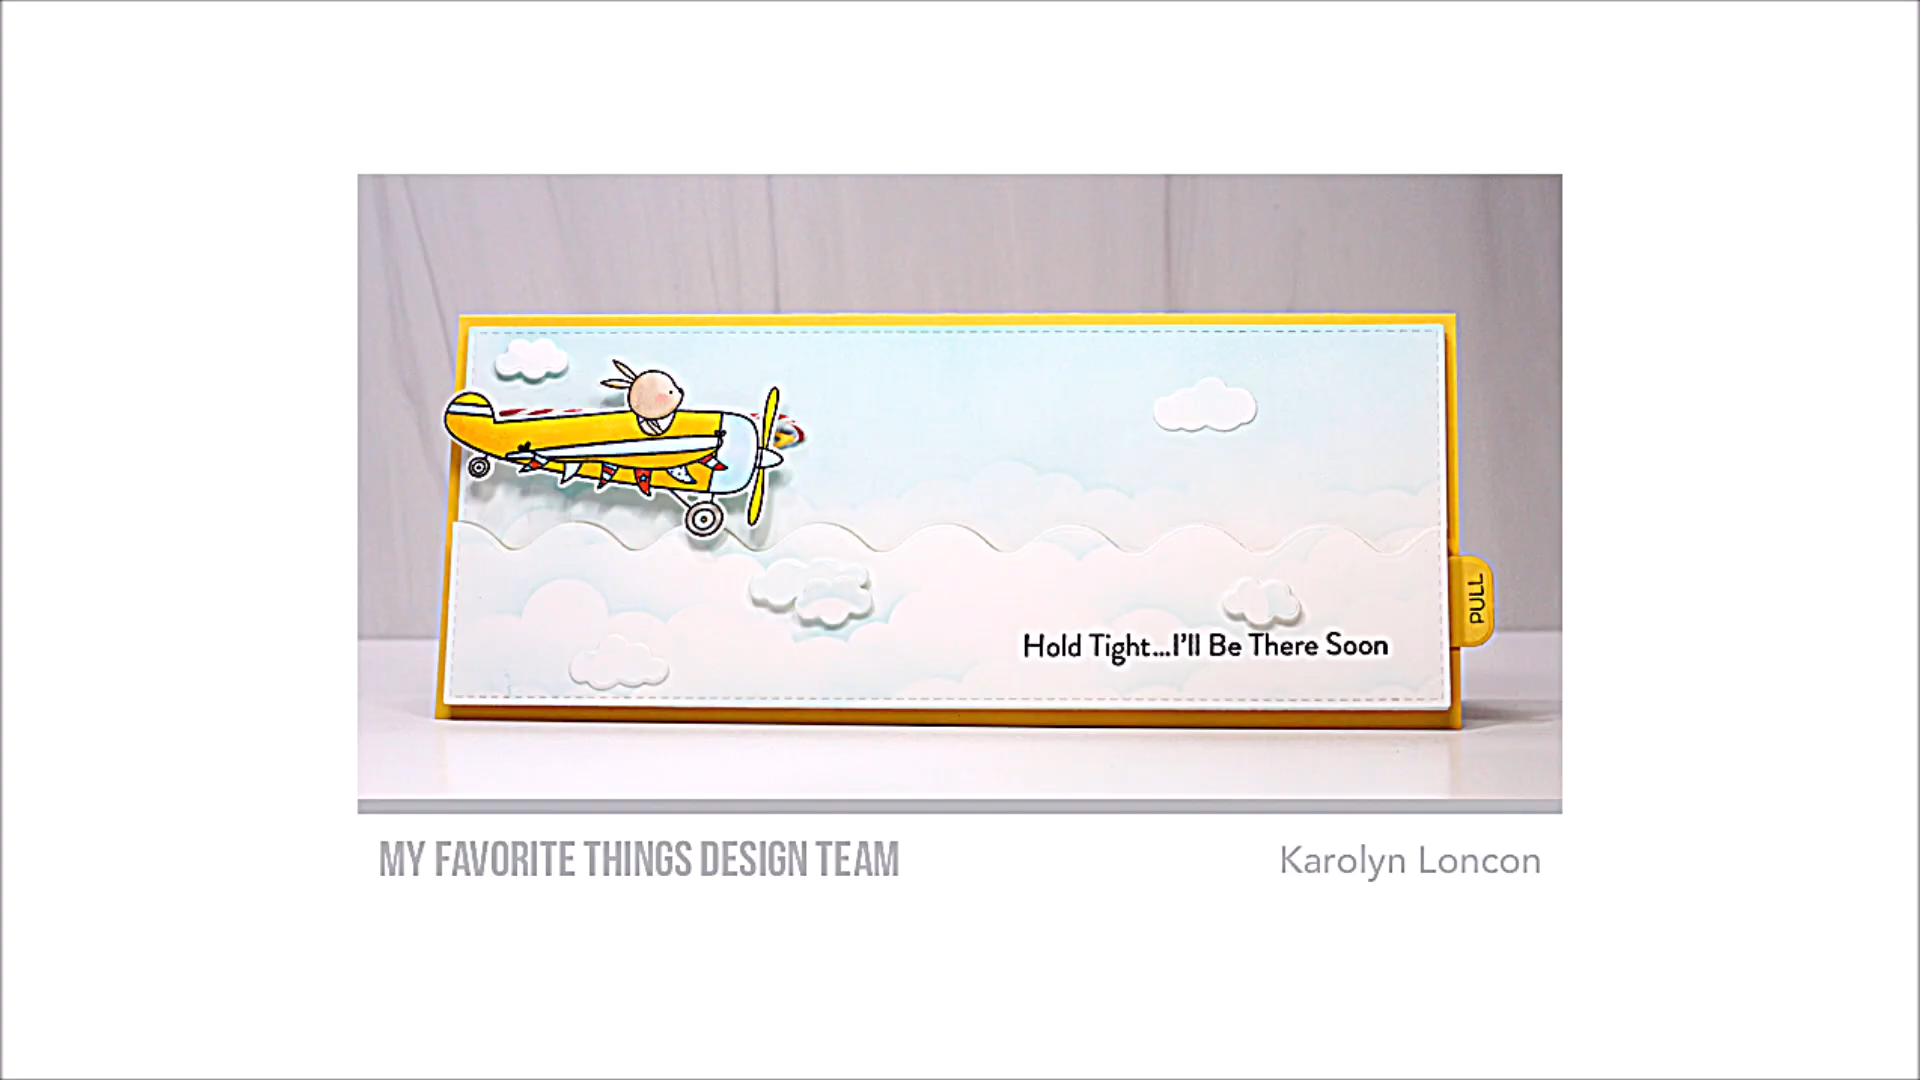 PULL
Hold Tight...I'll Be There Soon
MY FAVORITE THINGS DESIGN TEAM
Karolyn Loncon